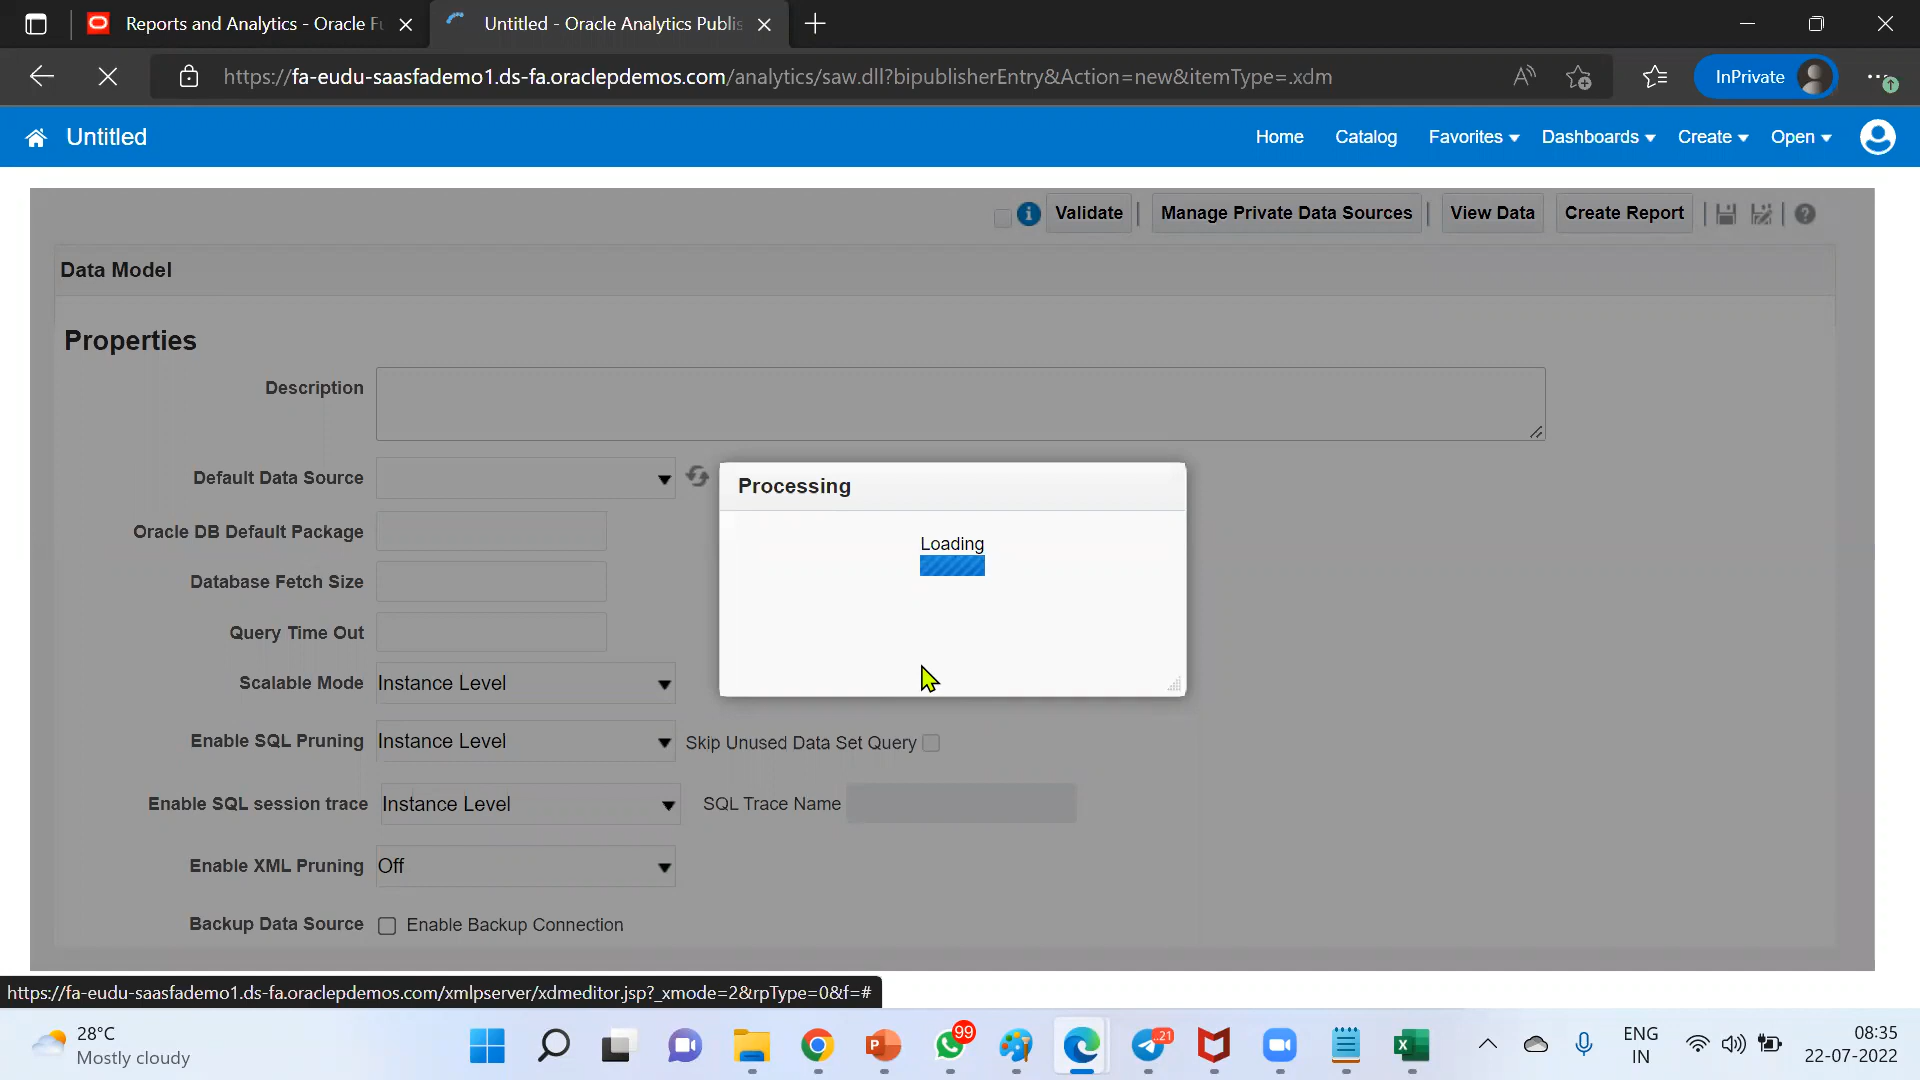 Reports and Analytics - Oracle Fu
Untitled - Oracle Analytics Publis
https://fa-eudu-saasfademo1.ds-fa.oraclepdemos.com/analytics/saw.dll?bipublisherEntry&Action=new&itemType=.xdm
InPrivate
Untitled
Home Catalog Favorites Dashboards Create Open
Validate Manage Private Data Sources View Data Create Report
Data Model
Properties
Description
Default Data Source
Processing
Oracle DB Default Package
Loading
Database Fetch Size
Query Time Out
Scalable Mode Instance Level
Enable SQL Pruning Instance Level Skip Unused Data Set Query
Enable SQL session trace Instance Level SQL Trace Name
Enable XML Pruning Off
Backup Data Source Enable Backup Connection
https://fa-eudu-saasfademo1.ds-fa.oraclepdemos.com/xmlpserver/xdmeditor.jsp?_xmode=2&rpType=0&f=#
28°C
Mostly cloudy
99
21
ENG
IN
08:35
22-07-2022